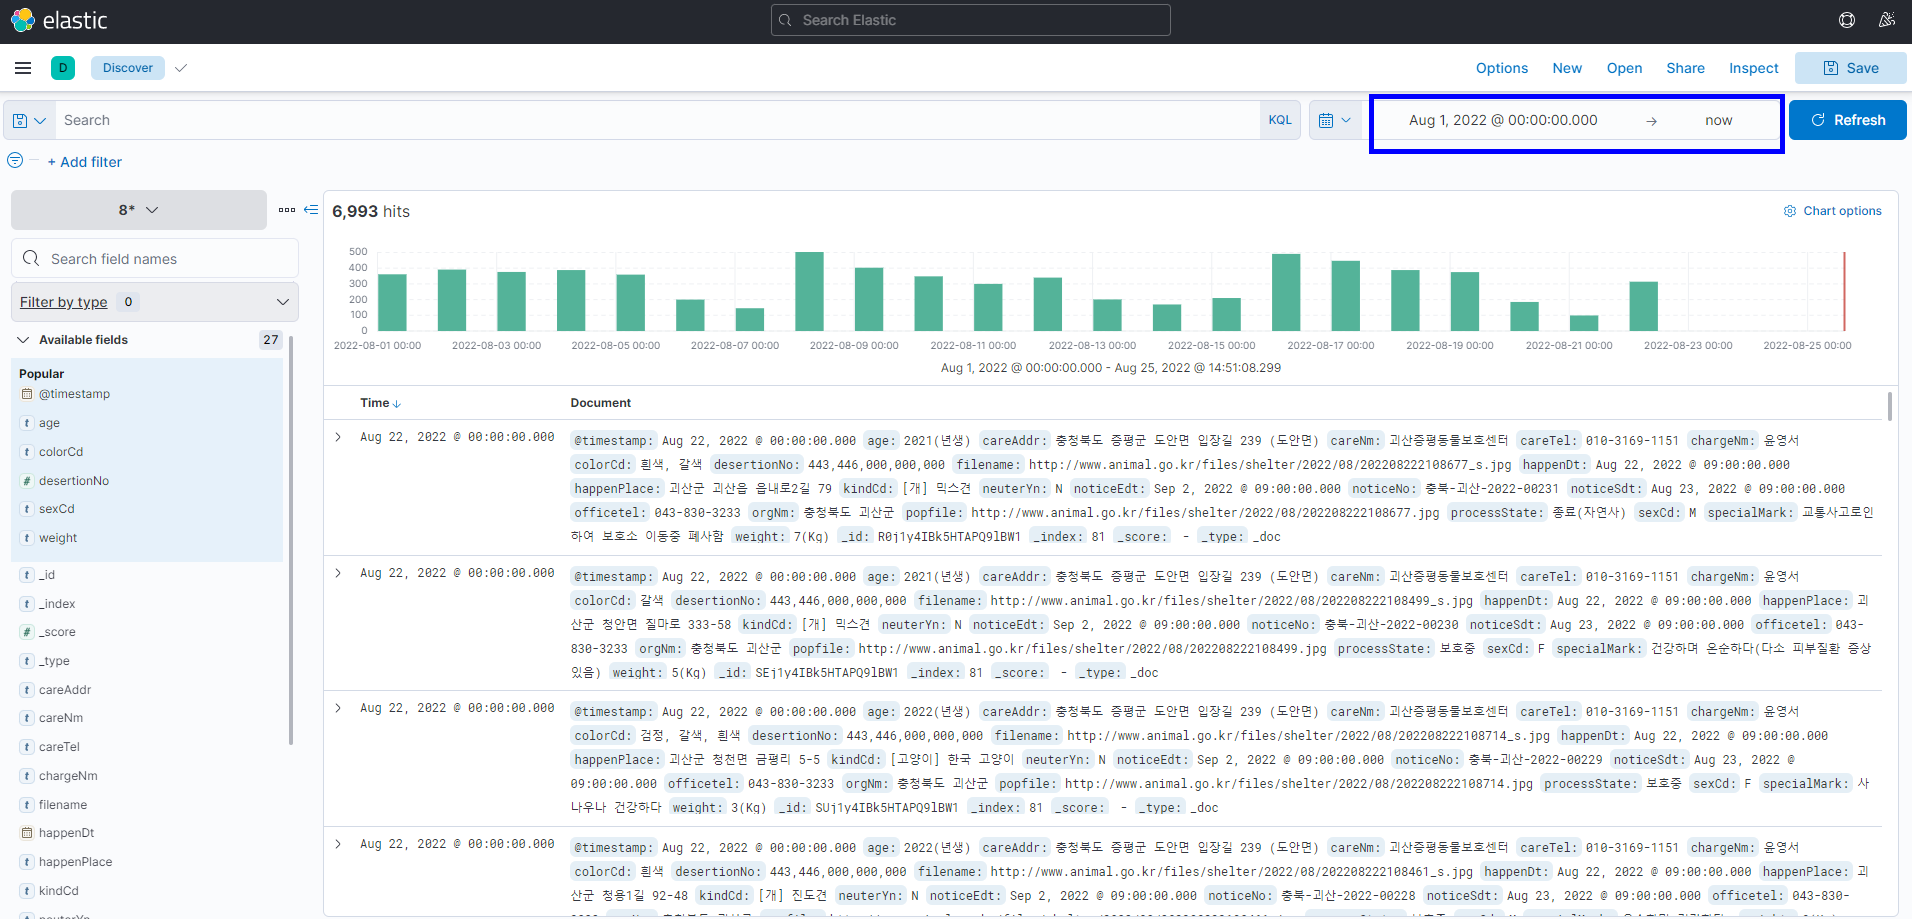 elastic
Search Elastic
D
Discover
Options
New
Open
Share
Inspect
Save
Search
KQL
Aug 1, 2022 @ 00:00:00.000
→
now
Refresh
+ Add filter
8*
6,993 hits
Chart options
Search field names
Filter by type 0
Available fields
27
Popular
@timestamp
t age
t colorCd
# desertionNo
t sexCd
t weight
t _id
t _index
# _score
t _type
t careAddr
t careNm
t careTel
t chargeNm
t filename
happenDt
t happenPlace
t kindCd
t neuterYn
500
400
300
200
100
0
2022-08-01 00:00
2022-08-03 00:00
2022-08-05 00:00
2022-08-07 00:00
2022-08-09 00:00
2022-08-11 00:00
2022-08-13 00:00
2022-08-15 00:00
2022-08-17 00:00
2022-08-19 00:00
2022-08-21 00:00
2022-08-23 00:00
2022-08-25 00:00
Aug 1, 2022 @ 00:00:00.000 - Aug 25, 2022 @ 14:51:08.299
Time ↓
Document
Aug 22, 2022 @ 00:00:00.000
@timestamp: Aug 22, 2022 @ 00:00:00.000 age: 2021(년생) careAddr: 충청북도 증평군 도안면 입장길 239 (도안면) careNm: 괴산증평동물보호센터 careTel: 010-3169-1151 chargeNm: 윤영서
colorCd: 흰색, 갈색 desertionNo: 443,446,000,000,000 filename: http://www.animal.go.kr/files/shelter/2022/08/202208222108677_s.jpg happenDt: Aug 22, 2022 @ 09:00:00.000
happenPlace: 괴산군 괴산읍 읍내로2길 79 kindCd: [개] 믹스견 neuterYn: N noticeEdt: Sep 2, 2022 @ 09:00:00.000 noticeNo: 충북-괴산-2022-00231 noticeSdt: Aug 23, 2022 @ 09:00:00.000
officetel: 043-830-3233 orgNm: 충청북도 괴산군 popfile: http://www.animal.go.kr/files/shelter/2022/08/202208222108677.jpg processState: 종료(자연사) sexCd: M specialMark: 교통사고로인
하여 보호소 이동중 폐사함 weight: 7(Kg) _id: R0j1y4IBk5HTAPQ9lBW1 _index: 81 _score: - _type: _doc
Aug 22, 2022 @ 00:00:00.000
@timestamp: Aug 22, 2022 @ 00:00:00.000 age: 2021(년생) careAddr: 충청북도 증평군 도안면 입장길 239 (도안면) careNm: 괴산증평동물보호센터 careTel: 010-3169-1151 chargeNm: 윤영서
colorCd: 갈색 desertionNo: 443,446,000,000,000 filename: http://www.animal.go.kr/files/shelter/2022/08/202208222108499_s.jpg happenDt: Aug 22, 2022 @ 09:00:00.000 happenPlace: 괴
산군 청안면 질마로 333-58 kindCd: [개] 믹스견 neuterYn: N noticeEdt: Sep 2, 2022 @ 09:00:00.000 noticeNo: 충북-괴산-2022-00230 noticeSdt: Aug 23, 2022 @ 09:00:00.000 officetel: 043-
830-3233 orgNm: 충청북도 괴산군 popfile: http://www.animal.go.kr/files/shelter/2022/08/202208222108499.jpg processState: 보호중 sexCd: F specialMark: 건강하며 온순하다(다소 피부질환 증상
있음) weight: 5(Kg) _id: SEj1y4IBk5HTAPQ9lBW1 _index: 81 _score: - _type: _doc
Aug 22, 2022 @ 00:00:00.000
@timestamp: Aug 22, 2022 @ 00:00:00.000 age: 2022(년생) careAddr: 충청북도 증평군 도안면 입장길 239 (도안면) careNm: 괴산증평동물보호센터 careTel: 010-3169-1151 chargeNm: 윤영서
colorCd: 검정, 갈색, 흰색 desertionNo: 443,446,000,000,000 filename: http://www.animal.go.kr/files/shelter/2022/08/202208222108714_s.jpg happenDt: Aug 22, 2022 @ 09:00:00.000
happenPlace: 괴산군 청천면 금평리 5-5 kindCd: [고양이] 한국 고양이 neuterYn: N noticeEdt: Sep 2, 2022 @ 09:00:00.000 noticeNo: 충북-괴산-2022-00229 noticeSdt: Aug 23, 2022 @
09:00:00.000 officetel: 043-830-3233 orgNm: 충청북도 괴산군 popfile: http://www.animal.go.kr/files/shelter/2022/08/202208222108714.jpg processState: 보호중 sexCd: F specialMark: 사
나우나 건강하다 weight: 3(Kg) _id: SUj1y4IBk5HTAPQ9lBW1 _index: 81 _score: - _type: _doc
Aug 22, 2022 @ 00:00:00.000
@timestamp: Aug 22, 2022 @ 00:00:00.000 age: 2022(년생) careAddr: 충청북도 증평군 도안면 입장길 239 (도안면) careNm: 괴산증평동물보호센터 careTel: 010-3169-1151 chargeNm: 윤영서
colorCd: 흰색 desertionNo: 443,446,000,000,000 filename: http://www.animal.go.kr/files/shelter/2022/08/202208222108461_s.jpg happenDt: Aug 22, 2022 @ 09:00:00.000 happenPlace: 괴
산군 청용1길 92-48 kindCd: [개] 진도견 neuterYn: N noticeEdt: Sep 2, 2022 @ 09:00:00.000 noticeNo: 충북-괴산-2022-00228 noticeSdt: Aug 23, 2022 @ 09:00:00.000 officetel: 043-830-